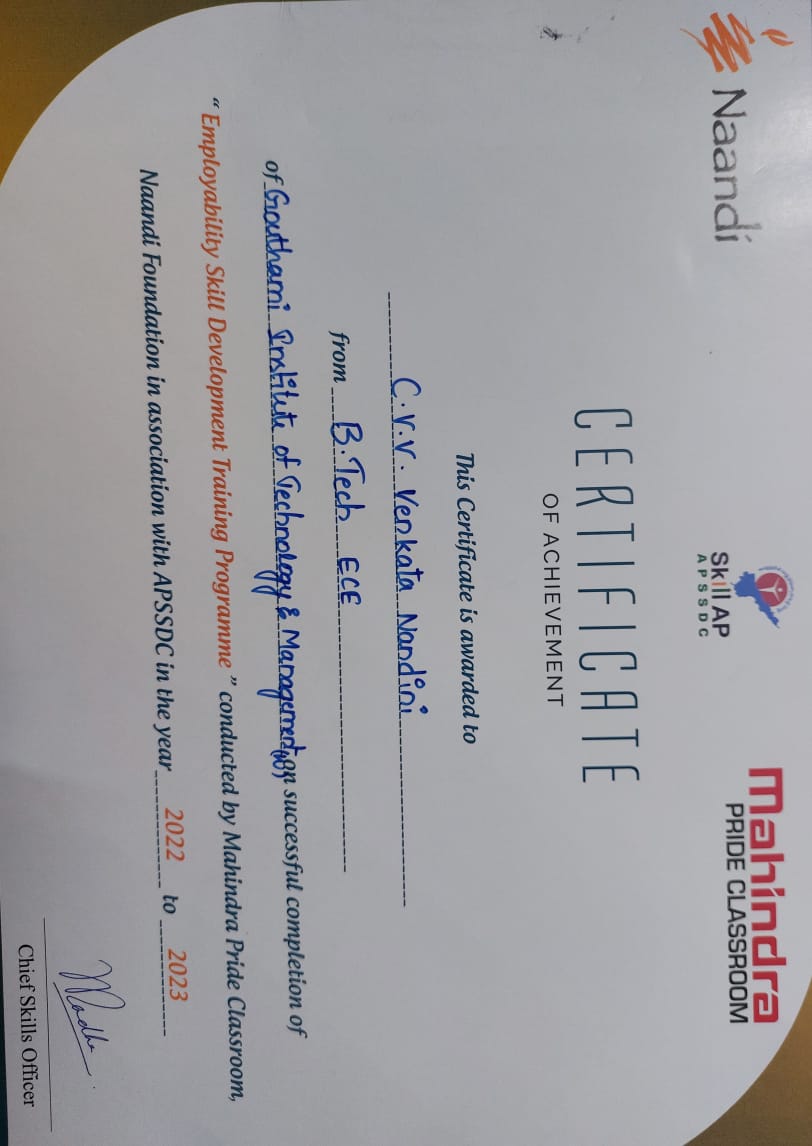 Naandi
Skill AP
APSSDC
Mahindra
PRIDE CLASSROOM
CERTIFICATE
OF ACHIEVEMENT
This Certificate is awarded to
C.V.V. Venkata Nandini
from B.Tech ECE
of Gouthami Institute of Technology & Management(W), on successful completion of
“ Employability Skill Development Training Programme ” conducted by Mahindra Pride Classroom,
Naandi Foundation in association with APSSDC in the year 2022 to 2023
Madha
Chief Skills Officer